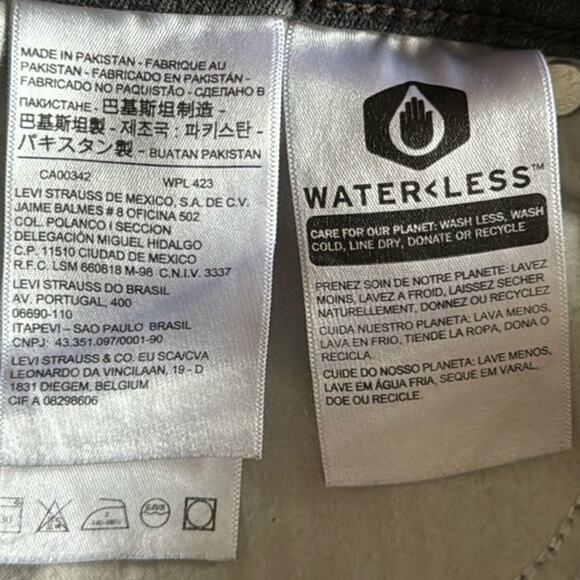 MADE IN PAKISTAN - FABRIQUE AU
PAKISTAN - FABRICADO EN PAKISTÁN -
FABRICADO NO PAQUISTÃO - СДЕЛАНО В
ПАКИСТАНЕ - 巴基斯坦制造 -
巴基斯坦製 - 제조국 : 파키스탄 -
パキスタン製 - BUATAN PAKISTAN
CA00342 WPL 423
LEVI STRAUSS DE MEXICO, S.A. DE C.V.
JAIME BALMES # 8 OFICINA 502
COL. POLANCO I SECCION
DELEGACIÓN MIGUEL HIDALGO
C.P. 11510 CIUDAD DE MEXICO
R.F.C. LSM 660818 M-98 C.N.I.V. 3337
LEVI STRAUSS DO BRASIL
AV. PORTUGAL, 400
06690-110
ITAPEVI - SAO PAULO BRASIL
CNPJ: 43.351.097/0001-90
LEVI STRAUSS & CO. EU SCA/CVA
LEONARDO DA VINCILAAN, 19 - D
1831 DIEGEM, BELGIUM
CIF A 08298606
30
WATER<LESS™
CARE FOR OUR PLANET: WASH LESS, WASH
COLD, LINE DRY, DONATE OR RECYCLE
PRENEZ SOIN DE NOTRE PLANETE: LAVEZ
MOINS, LAVEZ A FROID, LAISSEZ SECHER
NATURELLEMENT, DONNEZ OU RECYCLEZ
CUIDA NUESTRO PLANETA: LAVA MENOS,
LAVA EN FRIO, TIENDE LA ROPA, DONA O
RECICLA.
CUIDE DO NOSSO PLANETA: LAVE MENOS,
LAVE EM ÁGUA FRIA, SEQUE EM VARAL.
DOE OU RECICLE.